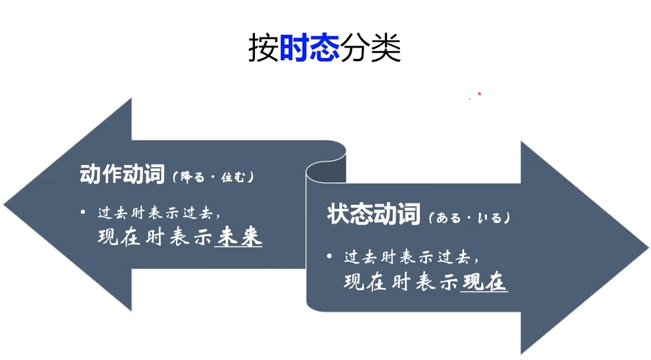 按时态分类
动作动词（降る・住む）
• 过去时表示过去，
现在时表示未来
状态动词（ある・いる）
• 过去时表示过去，
现在时表示现在